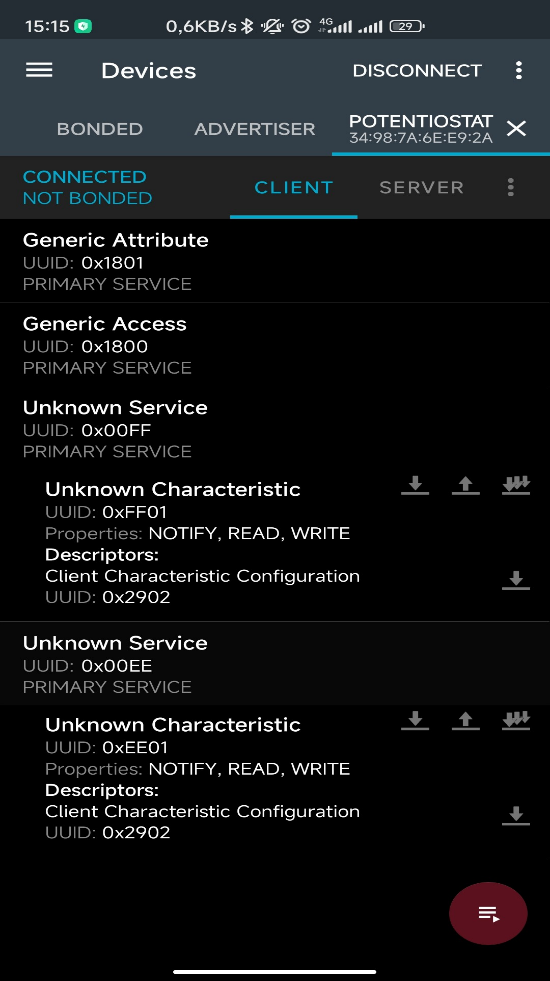 15:15 0,6KB/s 4G 29
Devices DISCONNECT
BONDED ADVERTISER POTENTIOSTAT
34:98:7A:6E:E9:2A
CONNECTED
NOT BONDED
CLIENT SERVER
Generic Attribute
UUID: 0x1801
PRIMARY SERVICE
Generic Access
UUID: 0x1800
PRIMARY SERVICE
Unknown Service
UUID: 0x00FF
PRIMARY SERVICE
Unknown Characteristic
UUID: 0xFF01
Properties: NOTIFY, READ, WRITE
Descriptors:
Client Characteristic Configuration
UUID: 0x2902
Unknown Service
UUID: 0x00EE
PRIMARY SERVICE
Unknown Characteristic
UUID: 0xEE01
Properties: NOTIFY, READ, WRITE
Descriptors:
Client Characteristic Configuration
UUID: 0x2902